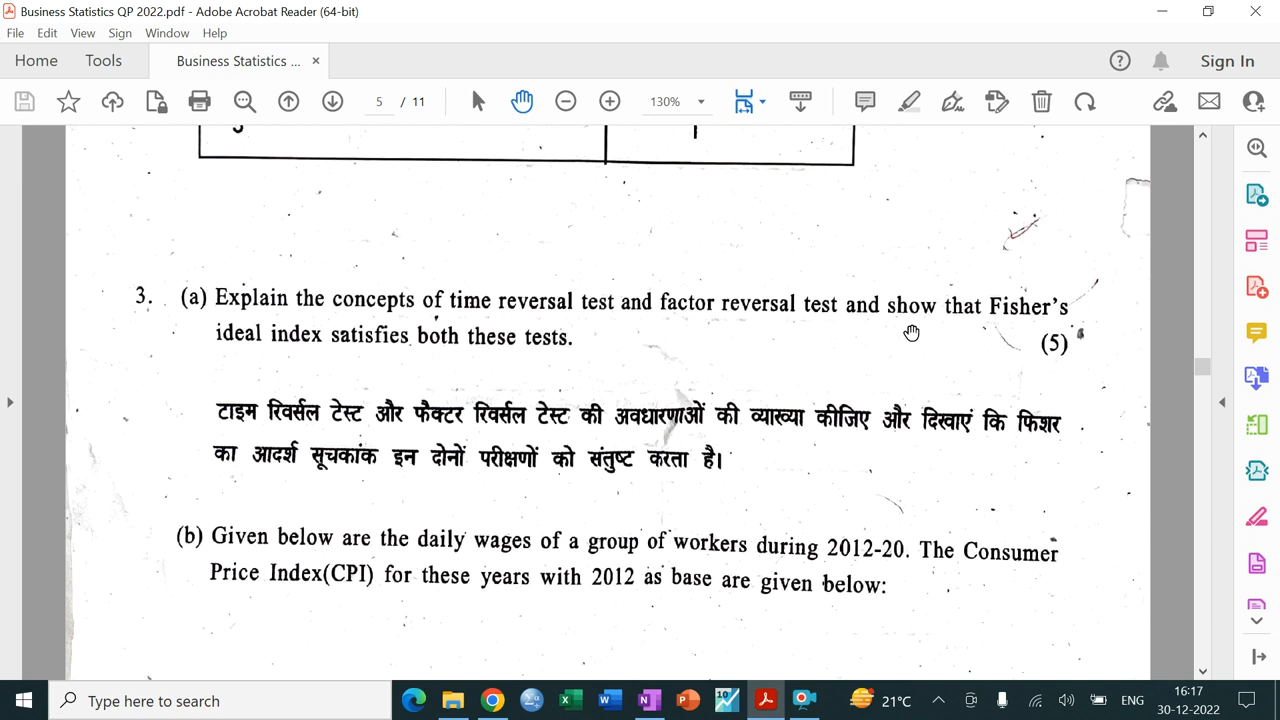 Business Statistics QP 2022.pdf - Adobe Acrobat Reader (64-bit)
File Edit View Sign Window Help
Home Tools Business Statistics ... × Sign In
5 / 11 130%
3. (a) Explain the concepts of time reversal test and factor reversal test and show that Fisher's
ideal index satisfies both these tests. (5)
टाइम रिवर्सल टेस्ट और फैक्टर रिवर्सल टेस्ट की अवधारणाओं की व्याख्या कीजिए और दिखाएं कि फिशर
का आदर्श सूचकांक इन दोनों परीक्षणों को संतुष्ट करता है।
(b) Given below are the daily wages of a group of workers during 2012-20. The Consumer
Price Index(CPI) for these years with 2012 as base are given below:
Type here to search 21°C ENG 16:17
30-12-2022